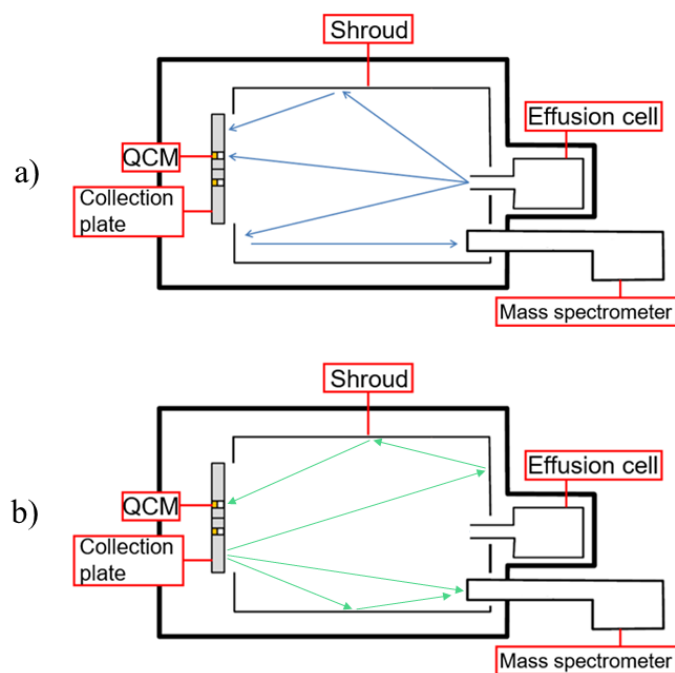 Shroud
Effusion cell
a)
QCM
Collection
plate
Mass spectrometer
Shroud
Effusion cell
b)
QCM
Collection
plate
Mass spectrometer